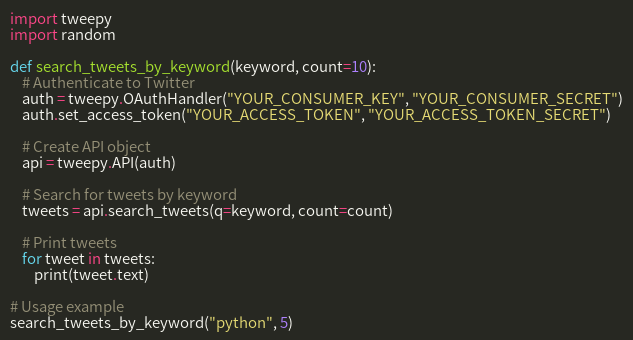 import tweepy
import random
def search_tweets_by_keyword(keyword, count=10):
# Authenticate to Twitter
auth = tweepy.OAuthHandler("YOUR_CONSUMER_KEY", "YOUR_CONSUMER_SECRET")
auth.set_access_token("YOUR_ACCESS_TOKEN", "YOUR_ACCESS_TOKEN_SECRET")
# Create API object
api = tweepy.API(auth)
# Search for tweets by keyword
tweets = api.search_tweets(q=keyword, count=count)
# Print tweets
for tweet in tweets:
print(tweet.text)
# Usage example
search_tweets_by_keyword("python", 5)